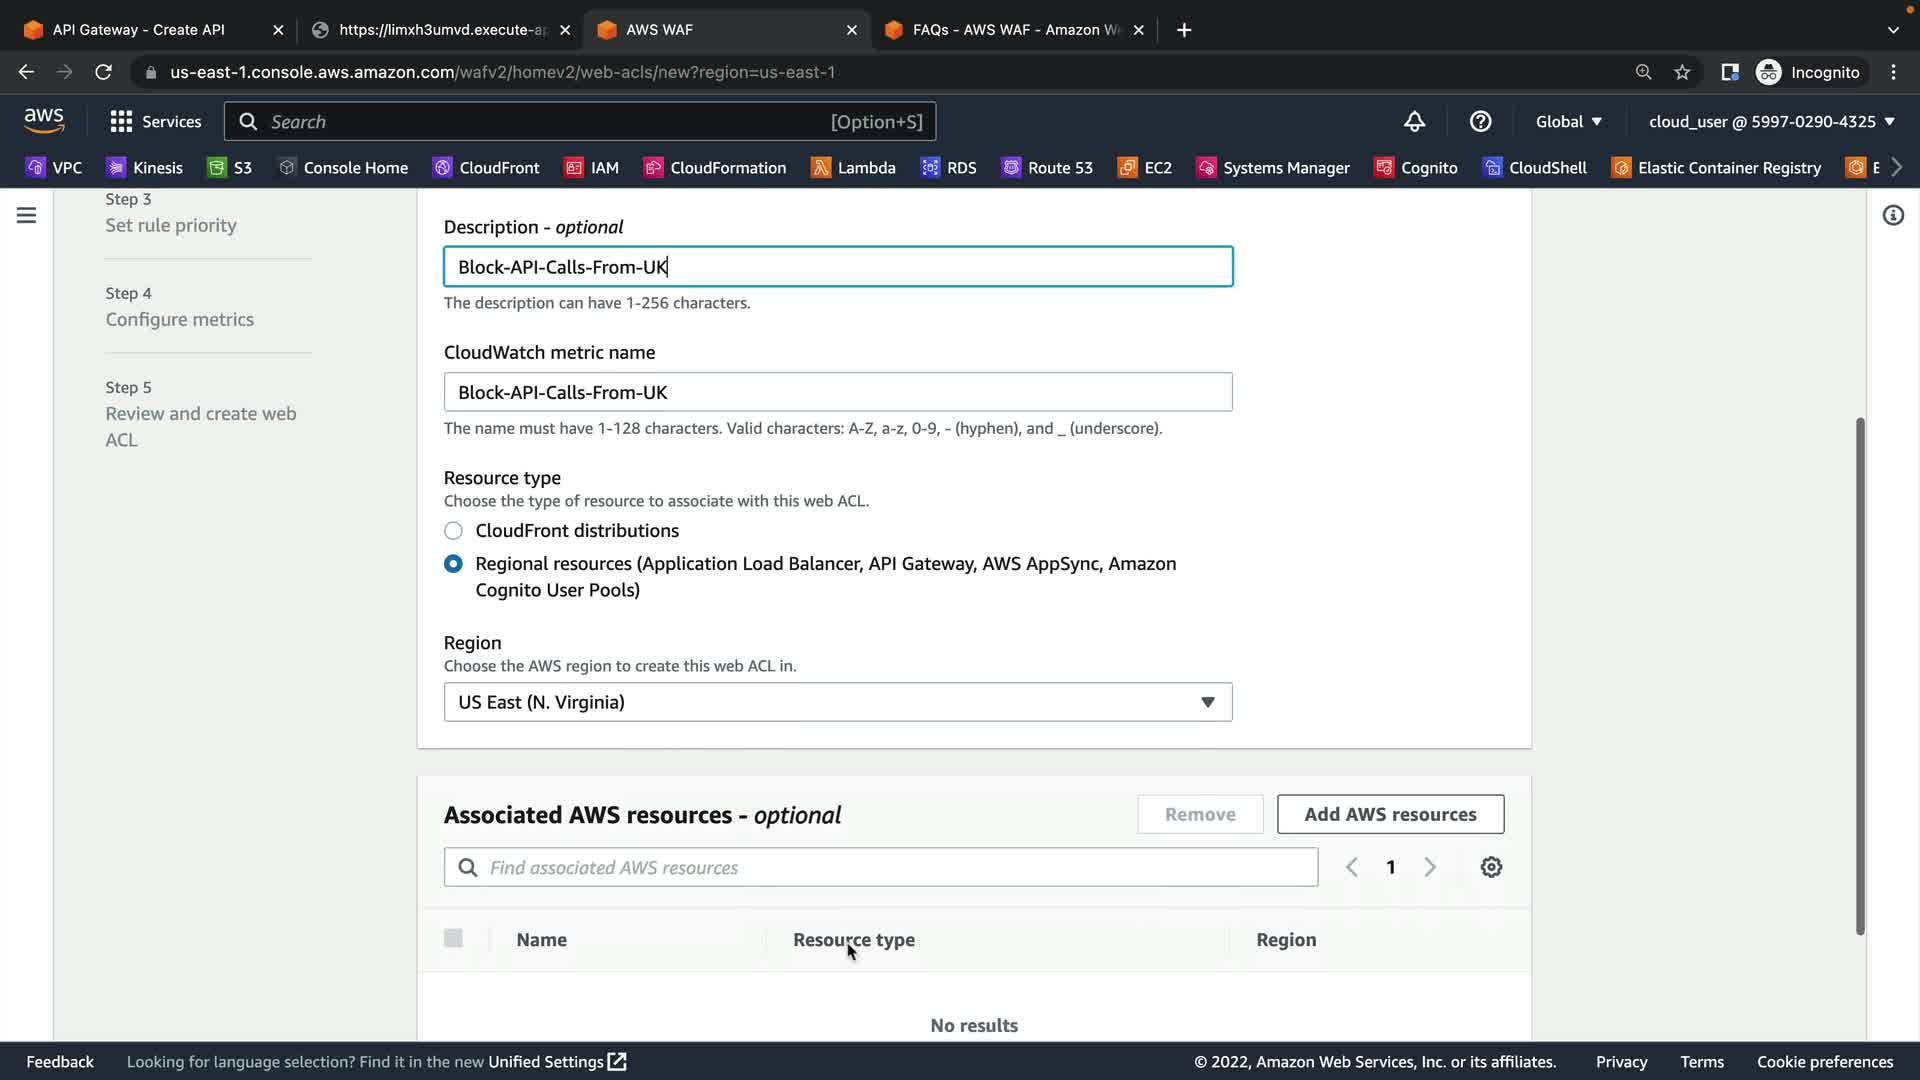 API Gateway - Create API
https://limxh3umvd.execute-ap
AWS WAF
FAQs - AWS WAF - Amazon We
us-east-1.console.aws.amazon.com/wafv2/homev2/web-acls/new?region=us-east-1
Incognito
aws
Services
Search
[Option+S]
Global
cloud_user @ 5997-0290-4325
VPC
Kinesis
S3
Console Home
CloudFront
IAM
CloudFormation
Lambda
RDS
Route 53
EC2
Systems Manager
Cognito
CloudShell
Elastic Container Registry
E
Step 3
Set rule priority
Step 4
Configure metrics
Step 5
Review and create web
ACL
Description - optional
Block-API-Calls-From-UK
The description can have 1-256 characters.
CloudWatch metric name
Block-API-Calls-From-UK
The name must have 1-128 characters. Valid characters: A-Z, a-z, 0-9, - (hyphen), and _ (underscore).
Resource type
Choose the type of resource to associate with this web ACL.
CloudFront distributions
Regional resources (Application Load Balancer, API Gateway, AWS AppSync, Amazon
Cognito User Pools)
Region
Choose the AWS region to create this web ACL in.
US East (N. Virginia)
Associated AWS resources - optional
Remove
Add AWS resources
Find associated AWS resources
1
Name
Resource type
Region
No results
Feedback
Looking for language selection? Find it in the new Unified Settings
© 2022, Amazon Web Services, Inc. or its affiliates.
Privacy
Terms
Cookie preferences